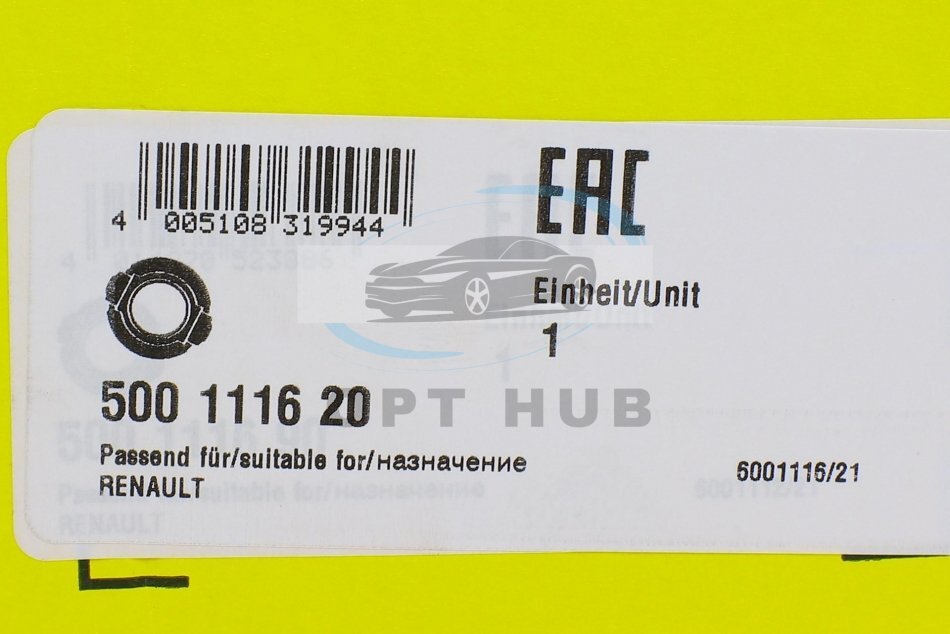 4 005108 319944
EAC
Einheit/Unit
1
500 1116 20
PT HUB
Passend für/suitable for/назначение
RENAULT
6001116/21